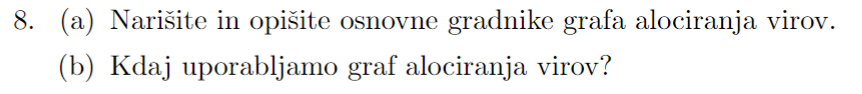 8. (a) Narišite in opišite osnovne gradnike grafa alociranja virov.
(b) Kdaj uporabljamo graf alociranja virov?